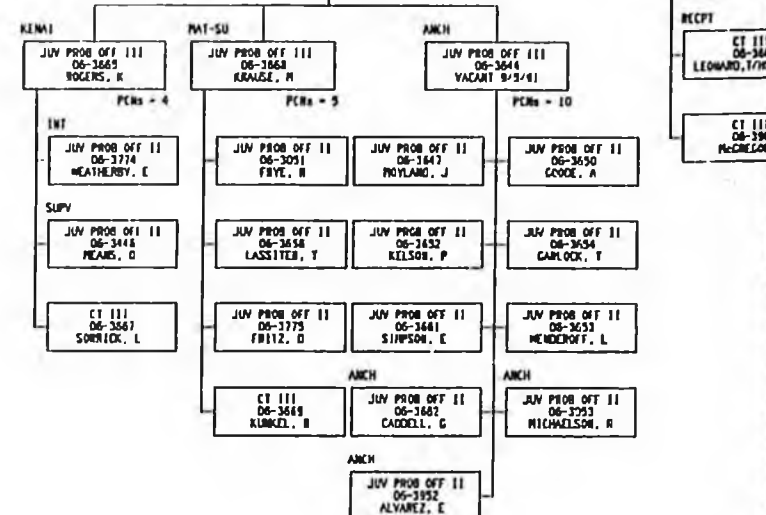 KENAI
JUV PROB OFF III
06-3665
ROGERS, K
PCNs - 4
INT
JUV PROB OFF II
06-3774
WEATHERBY, E
SUPV
JUV PROB OFF II
06-3448
MEANS, O
CT III
06-3667
SORRICK, L
MAT-SU
JUV PROB OFF III
06-3668
KRAUSE, M
PCNs - 5
JUV PROB OFF II
06-3051
FRYE, R
JUV PROB OFF II
06-3658
LASSITER, T
JUV PROB OFF II
06-3775
FRITZ, D
CT III
06-3669
KUNKEL, B
ANCH
JUV PROB OFF III
06-3644
VACANT 9/3/91
PCNs - 10
JUV PROB OFF II
06-3647
MOYLAND, J
JUV PROB OFF II
06-3650
GOODE, A
JUV PROB OFF II
06-3652
KELSON, P
JUV PROB OFF II
06-3654
GARLOCK, T
JUV PROB OFF II
06-3661
SIMPSON, E
JUV PROB OFF II
06-3653
MENDEROFF, L
ANCH
JUV PROB OFF II
06-3682
CADDELL, G
ANCH
JUV PROB OFF II
06-3953
MICHAELSON, R
ANCH
JUV PROB OFF II
06-3952
ALVAREZ, E
RECPT
CT III
LEONARD,
CT III